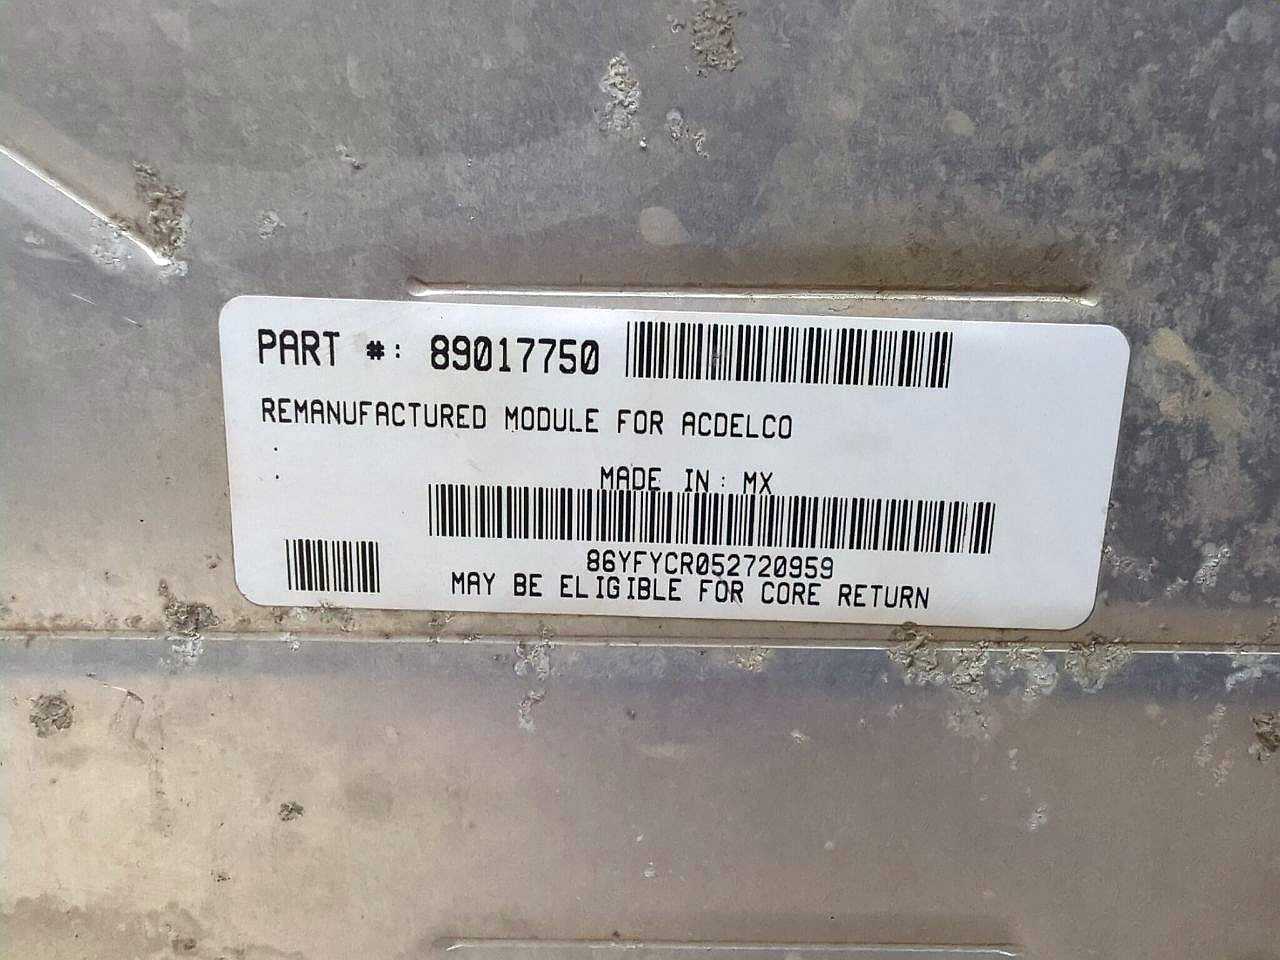 PART #: 89017750
REMANUFACTURED MODULE FOR ACDELCO
MADE IN: MX
86YFYCR052720959
MAY BE ELIGIBLE FOR CORE RETURN